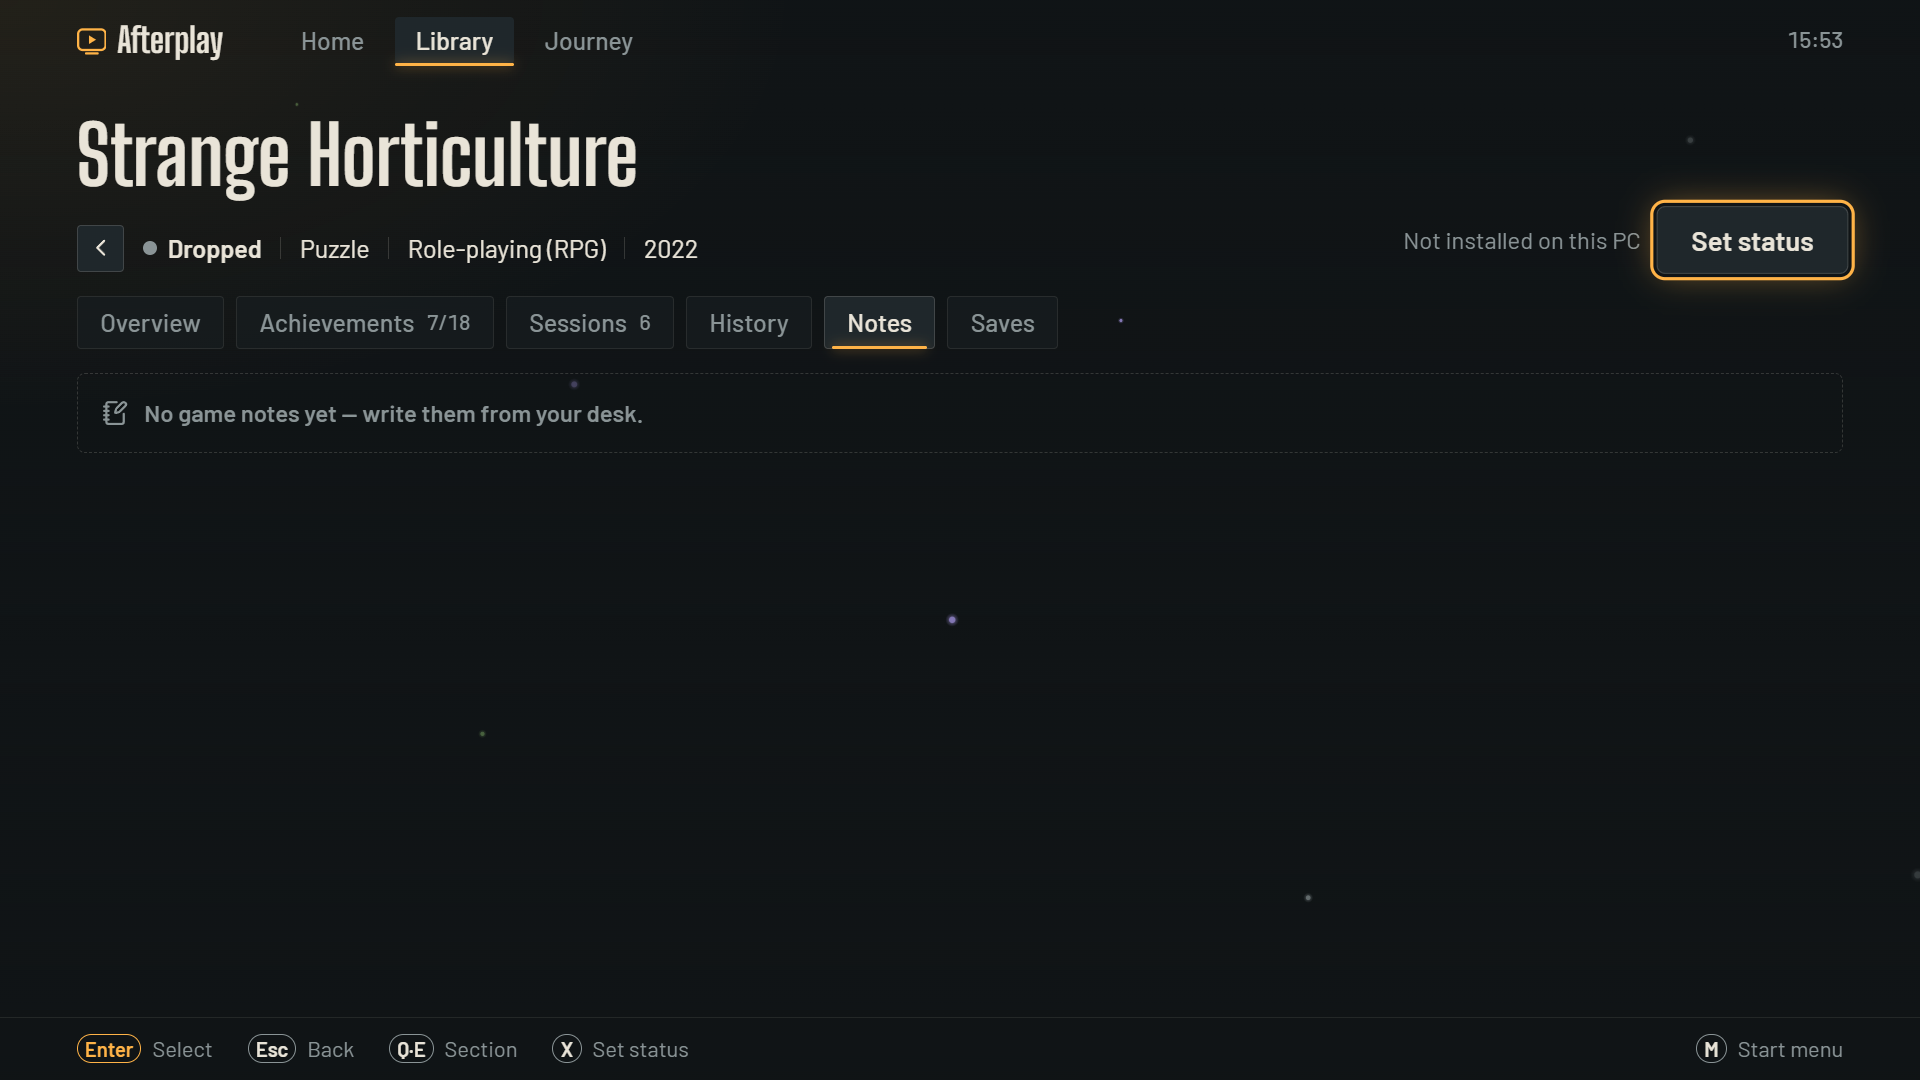 Afterplay
Home
Library
Journey
15:53
Strange Horticulture
Dropped
Puzzle
Role-playing (RPG)
2022
Not installed on this PC
Set status
Overview
Achievements 7/18
Sessions 6
History
Notes
Saves
No game notes yet — write them from your desk.
Enter Select
Esc Back
Q·E Section
X Set status
M Start menu